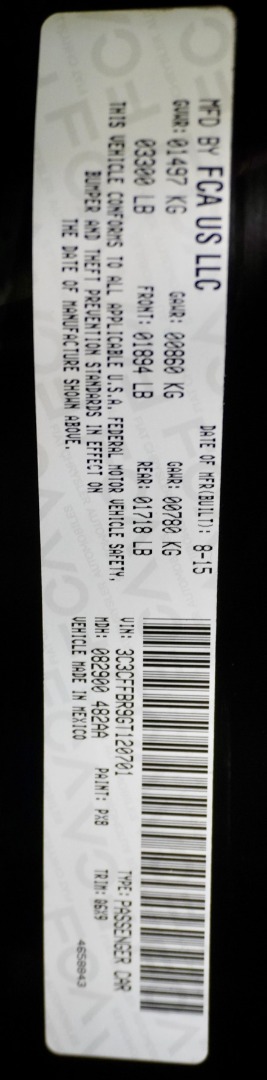 MFD BY FCA US LLC
DATE OF MFR(BUILT): 8-15
GVWR: 01497 KG GAWR: 00860 KG GAWR: 00780 KG
03300 LB FRONT: 01894 LB REAR: 01718 LB
THIS VEHICLE CONFORMS TO ALL APPLICABLE U.S.A. FEDERAL MOTOR VEHICLE SAFETY,
BUMPER AND THEFT PREVENTION STANDARDS IN EFFECT ON
THE DATE OF MANUFACTURE SHOWN ABOVE.
VIN: 3C3CFFBR9GT120701 TYPE: PASSENGER CAR
MDH: 082900 482AA PAINT: PX8 TRIM: Q6X9
VEHICLE MADE IN MEXICO
4658843